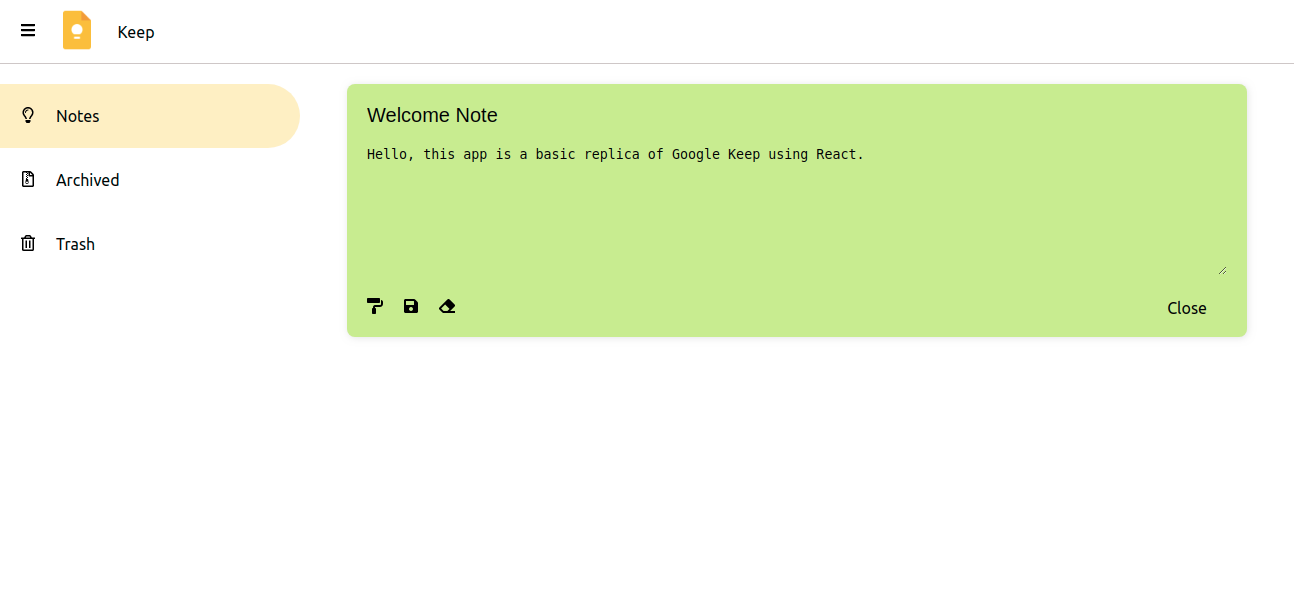 Keep
Notes
Archived
Trash
Welcome Note
Hello, this app is a basic replica of Google Keep using React.
Close